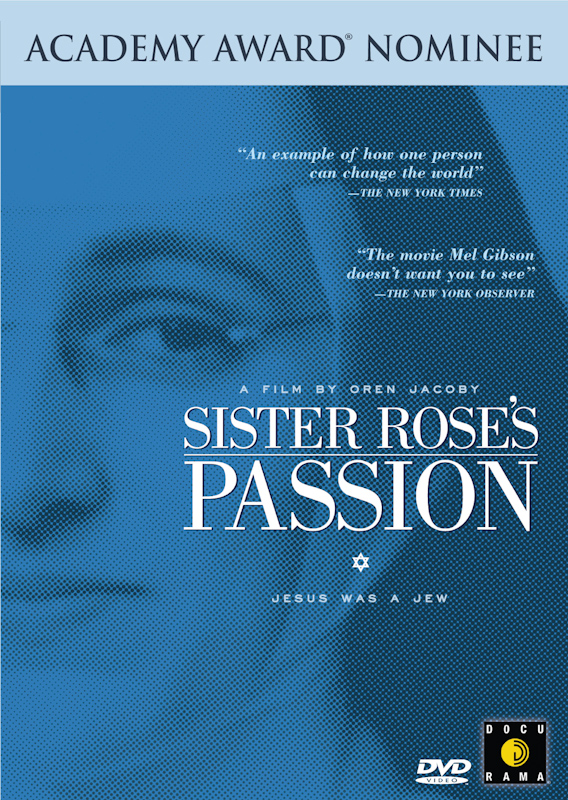 ACADEMY AWARD® NOMINEE
“An example of how one person
can change the world”
—THE NEW YORK TIMES
“The movie Mel Gibson
doesn’t want you to see”
—THE NEW YORK OBSERVER
A FILM BY OREN JACOBY
SISTER ROSE’S
PASSION
JESUS WAS A JEW
DOCU
RAMA
DVD
VIDEO